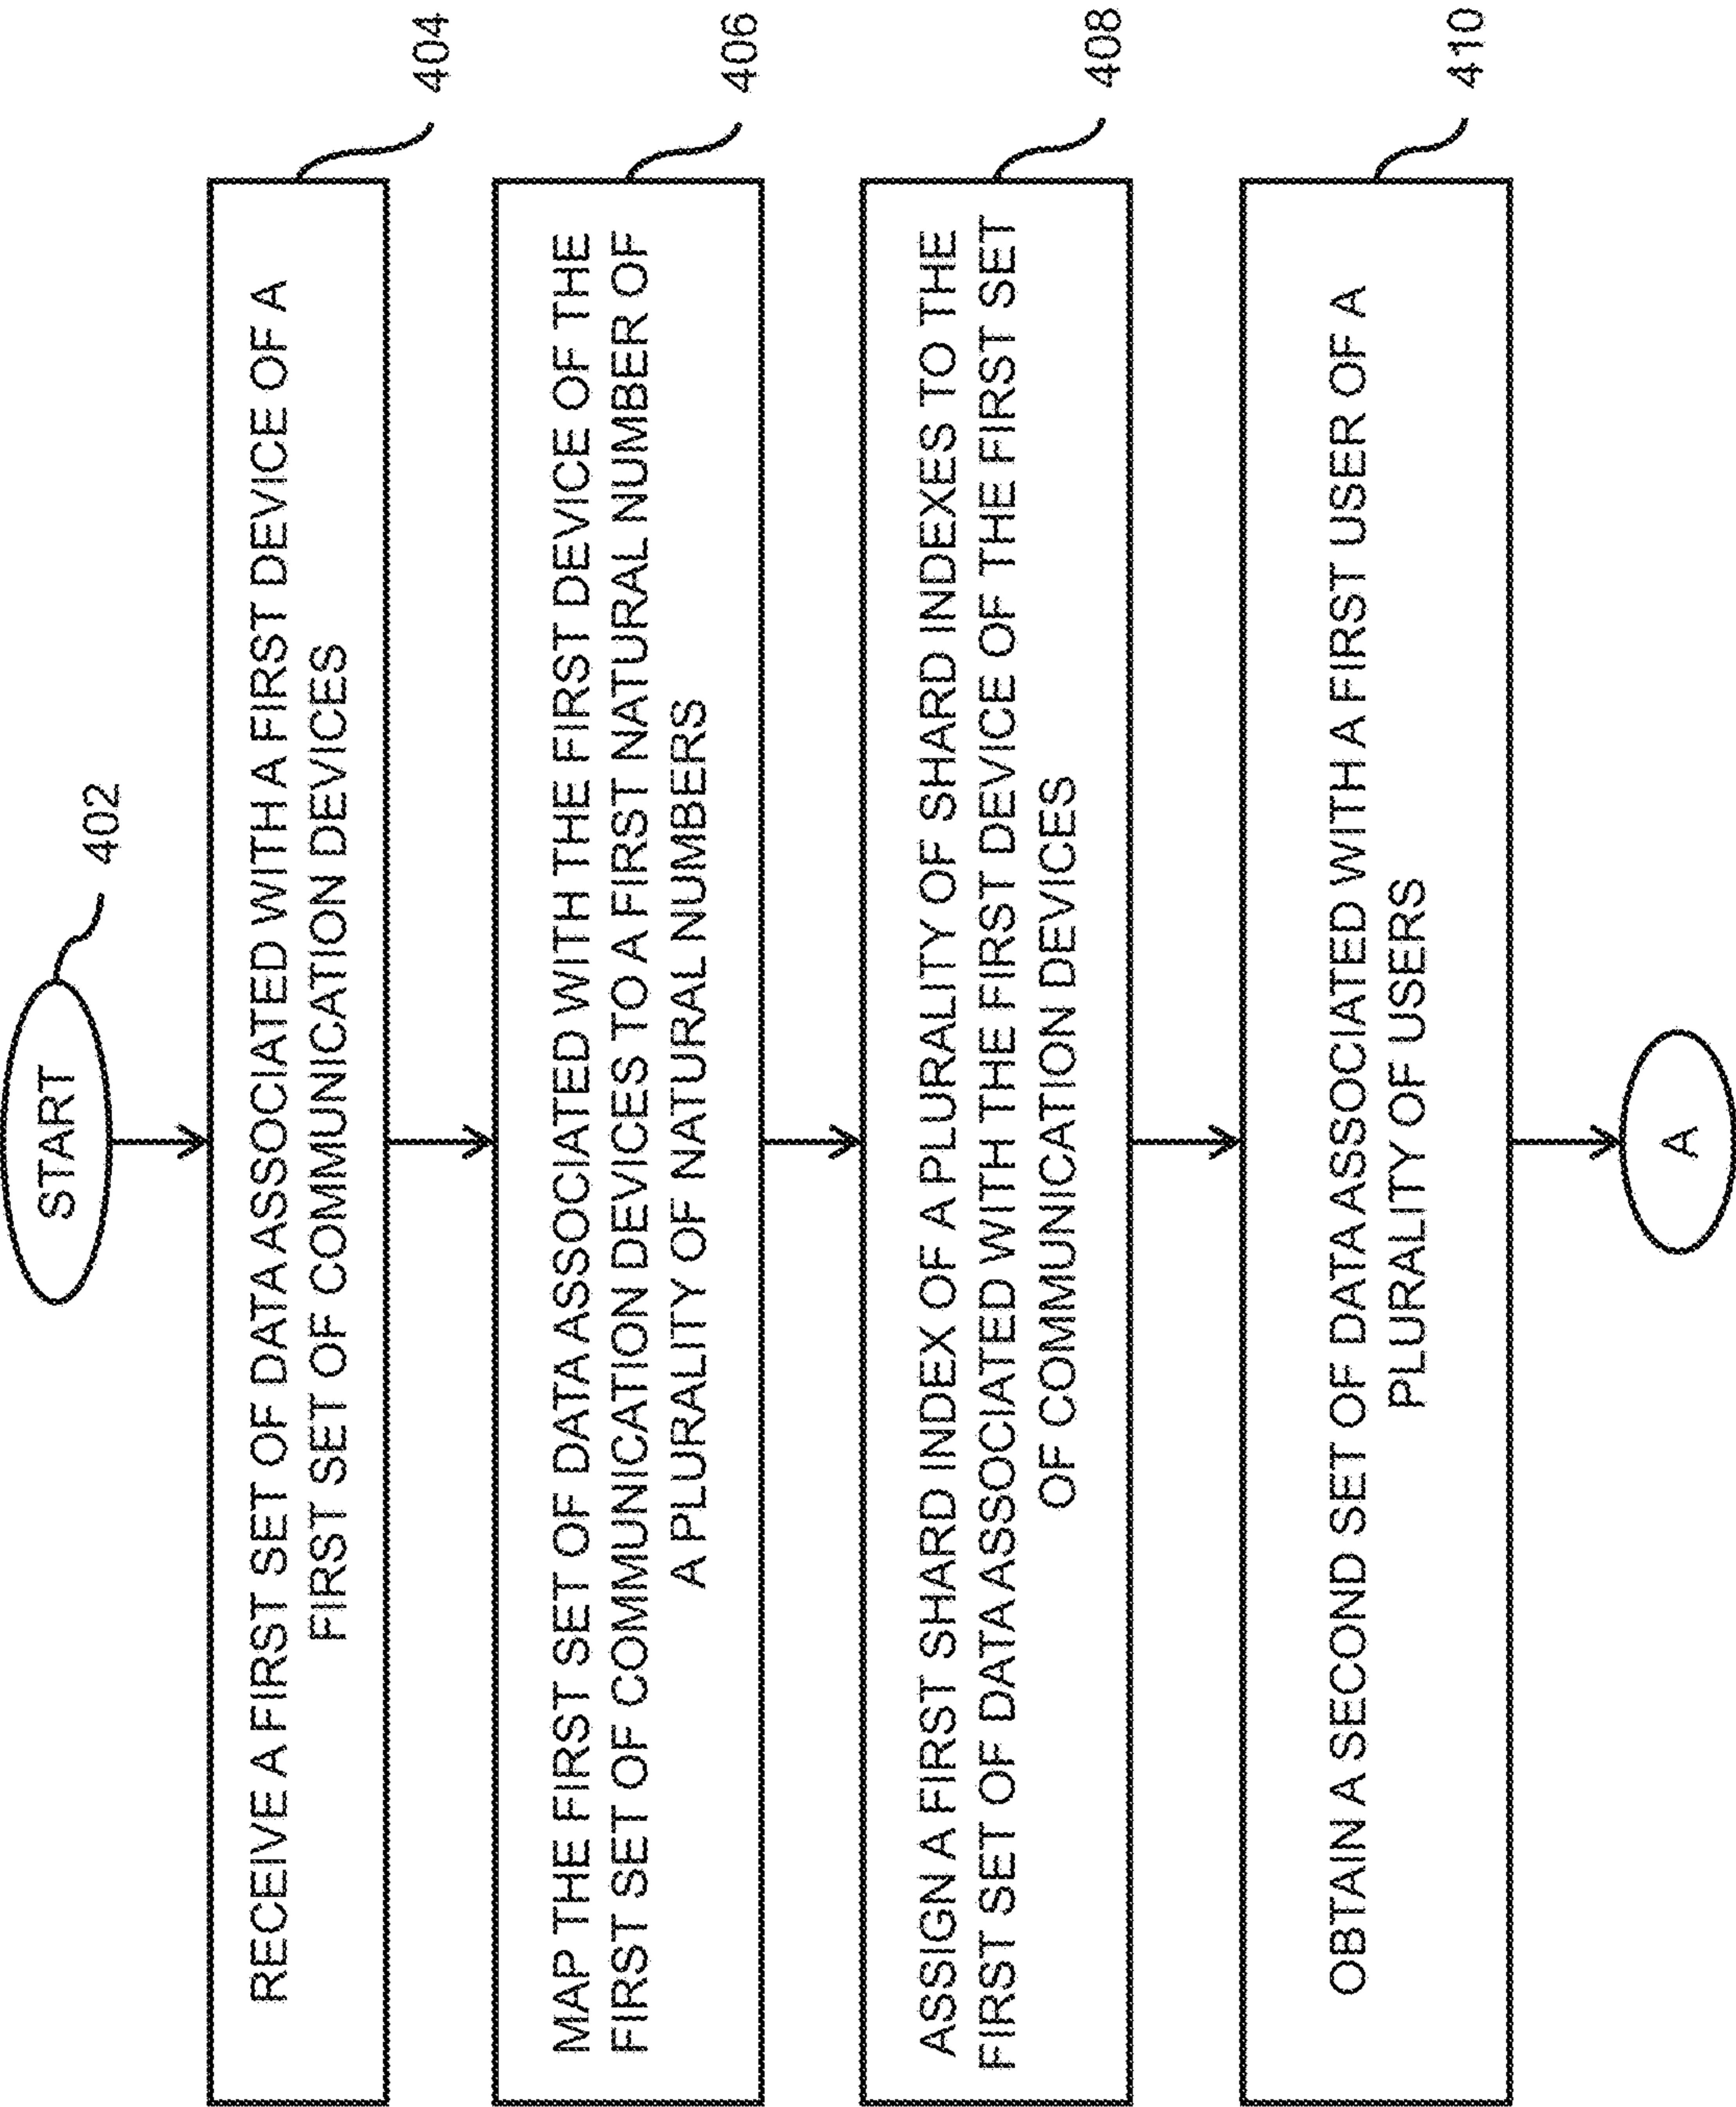 START
402
RECEIVE A FIRST SET OF DATA ASSOCIATED WITH A FIRST DEVICE OF A
FIRST SET OF COMMUNICATION DEVICES
404
MAP THE FIRST SET OF DATA ASSOCIATED WITH THE FIRST DEVICE OF THE
FIRST SET OF COMMUNICATION DEVICES TO A FIRST NATURAL NUMBER OF
A PLURALITY OF NATURAL NUMBERS
406
ASSIGN A FIRST SHARD INDEX OF A PLURALITY OF SHARD INDEXES TO THE
FIRST SET OF DATA ASSOCIATED WITH THE FIRST DEVICE OF THE FIRST SET
OF COMMUNICATION DEVICES
408
OBTAIN A SECOND SET OF DATA ASSOCIATED WITH A FIRST USER OF A
PLURALITY OF USERS
410
A